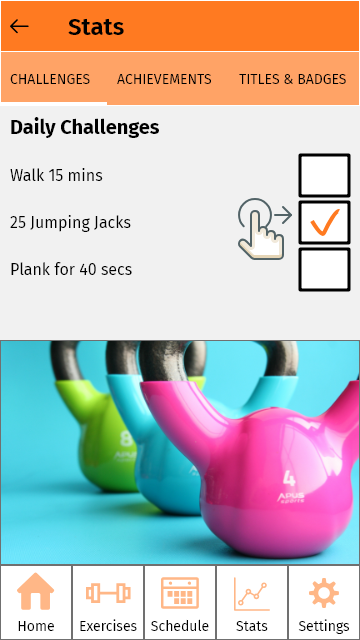 Stats
CHALLENGES ACHIEVEMENTS TITLES & BADGES
Daily Challenges
Walk 15 mins
25 Jumping Jacks
Plank for 40 secs
8
4
APUS
sports
Home Exercises Schedule Stats Settings